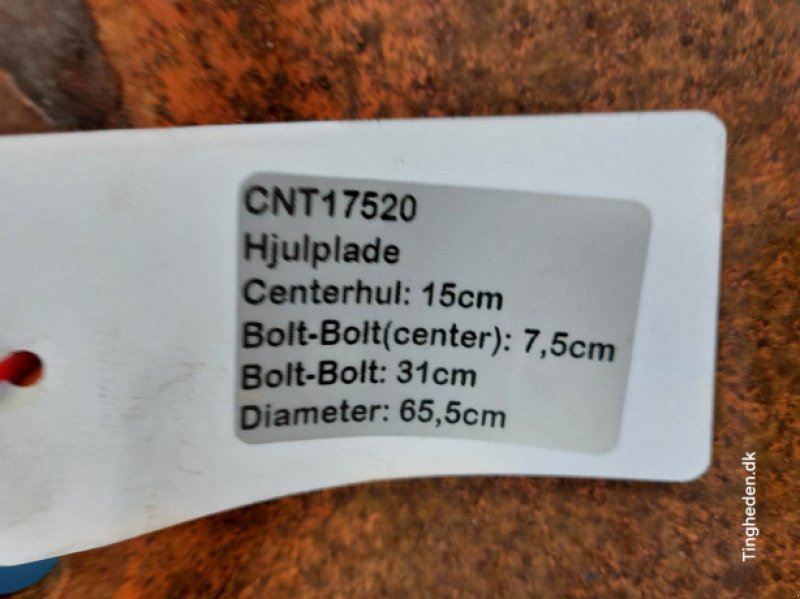 CNT17520
Hjulplade
Centerhul: 15cm
Bolt-Bolt(center): 7,5cm
Bolt-Bolt: 31cm
Diameter: 65,5cm
Tingheden.dk